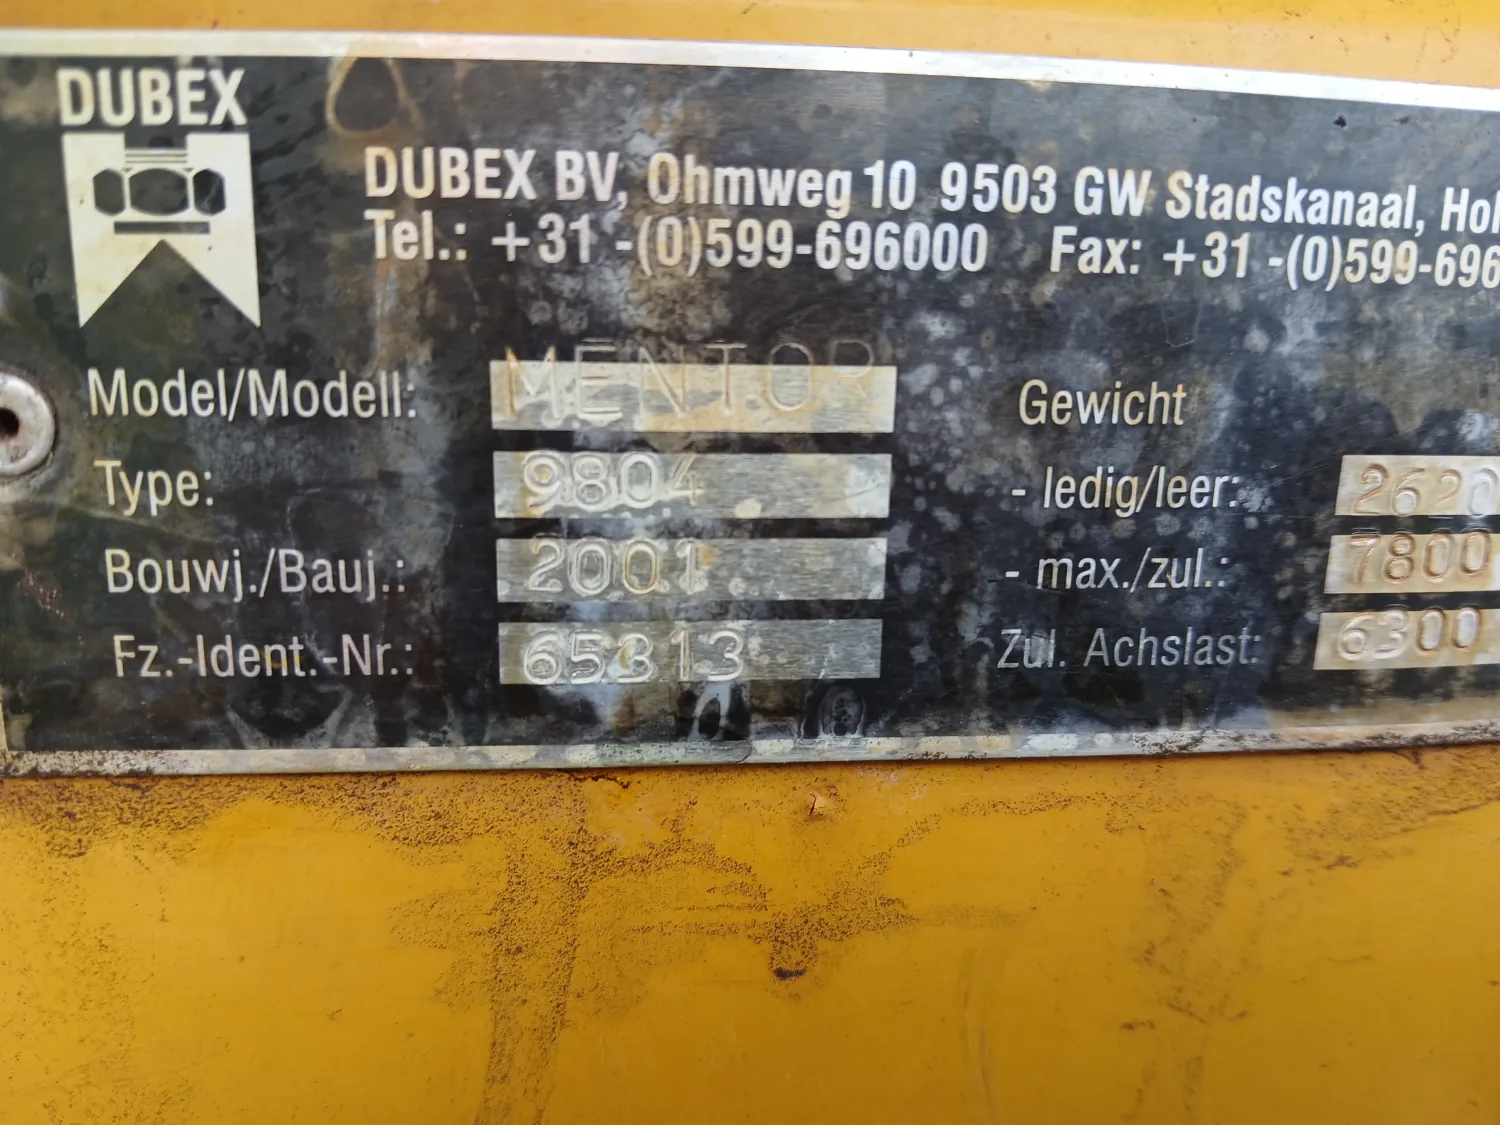 DUBEX
DUBEX BV, Ohmweg 10 9503 GW Stadskanaal, Hol
Tel.: +31 -(0)599-696000 Fax: +31 -(0)599-696
Model/Modell: MENTOR
Type: 9804
Bouwj./Bauj.: 2001
Fz.-Ident.-Nr.: 65313
Gewicht
- ledig/leer: 2620
- max./zul.: 7800
Zul. Achslast: 6300